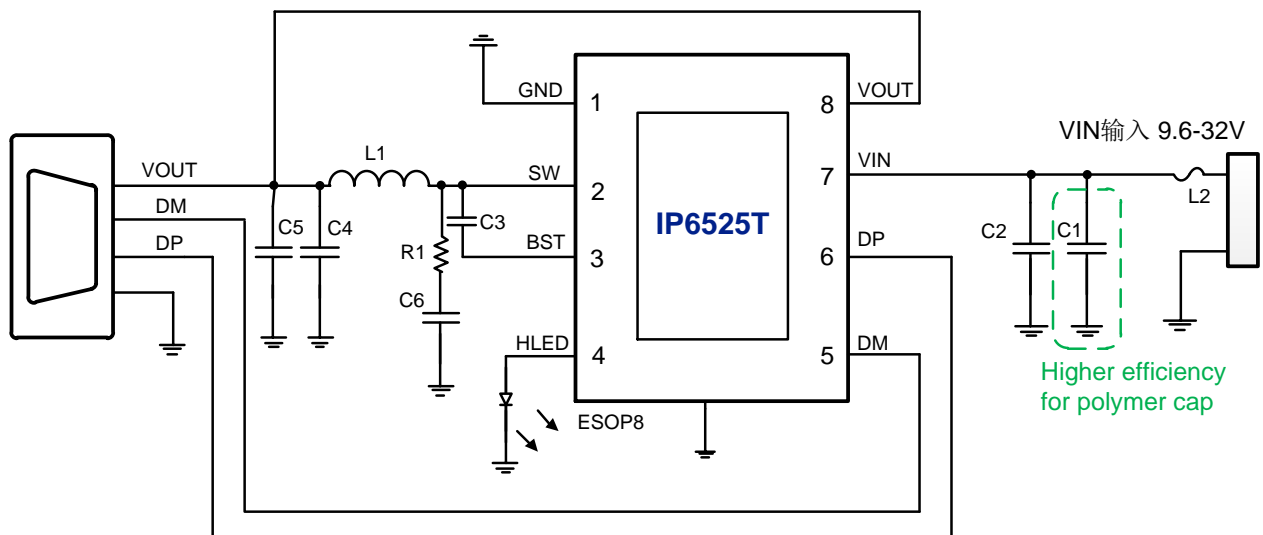 GND
1
8
VOUT
VIN输入 9.6-32V
VOUT
L1
SW
2
7
VIN
L2
DM
C5
C4
C3
IP6525T
C2
C1
DP
R1
BST
3
6
DP
C6
HLED
4
5
DM
ESOP8
Higher efficiency
for polymer cap